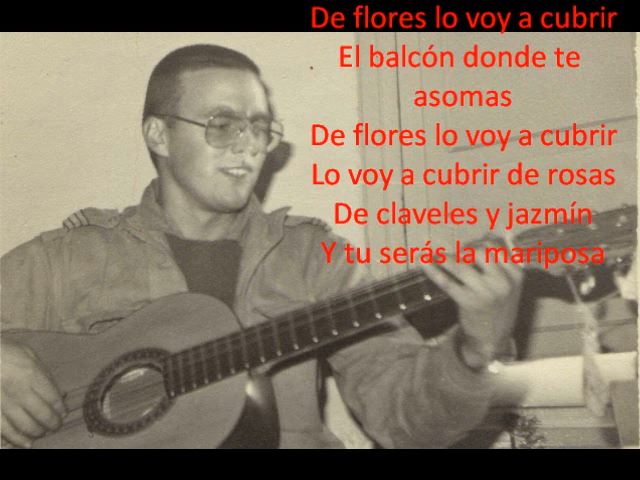 De flores lo voy a cubrir
El balcón donde te
asomas
De flores lo voy a cubrir
Lo voy a cubrir de rosas
De claveles y jazmín
Y tu serás la mariposa